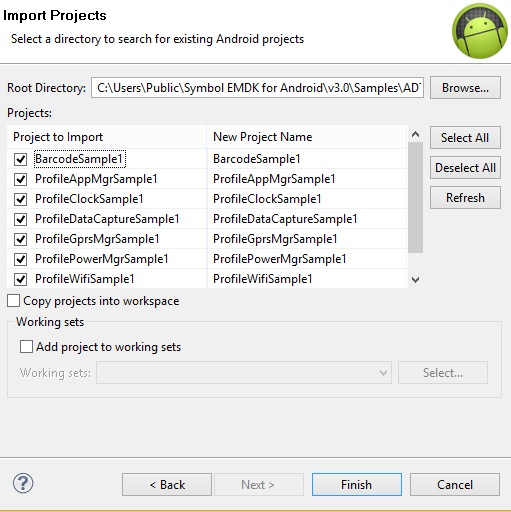 Import Projects
Select a directory to search for existing Android projects
Root Directory: C:\Users\Public\Symbol EMDK for Android\v3.0\Samples\AD Browse...
Projects:
Project to Import New Project Name Select All
BarcodeSample1 BarcodeSample1
ProfileAppMgrSample1 ProfileAppMgrSample1 Deselect All
ProfileClockSample1 ProfileClockSample1 Refresh
ProfileDataCaptureSample1 ProfileDataCaptureSample1
ProfileGprsMgrSample1 ProfileGprsMgrSample1
ProfilePowerMgrSample1 ProfilePowerMgrSample1
ProfileWifiSample1 ProfileWifiSample1
Copy projects into workspace
Working sets
Add project to working sets
Working sets: Select...
? < Back Next > Finish Cancel